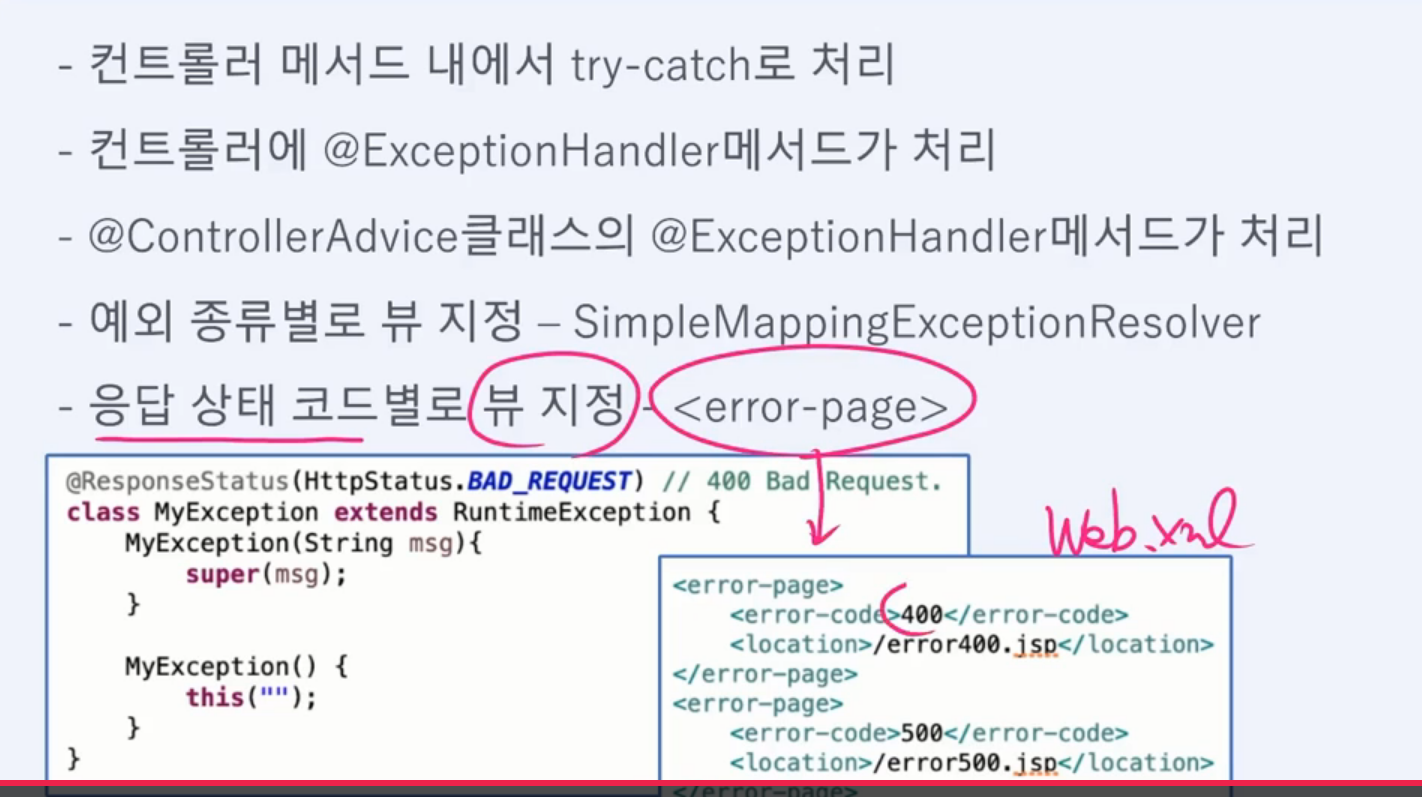 - 컨트롤러 메서드 내에서 try-catch로 처리
- 컨트롤러에 @ExceptionHandler메서드가 처리
- @ControllerAdvice클래스의 @ExceptionHandler메서드가 처리
- 예외 종류별로 뷰 지정 – SimpleMappingExceptionResolver
- 응답 상태 코드별로 뷰 지정 - <error-page>
@ResponseStatus(HttpStatus.BAD_REQUEST) // 400 Bad Request.
class MyException extends RuntimeException {
    MyException(String msg){
        super(msg);
    }

    MyException() {
        this("");
    }
}
Web.xml
<error-page>
    <error-code>400</error-code>
    <location>/error400.jsp</location>
</error-page>
<error-page>
    <error-code>500</error-code>
    <location>/error500.jsp</location>
</error-page>